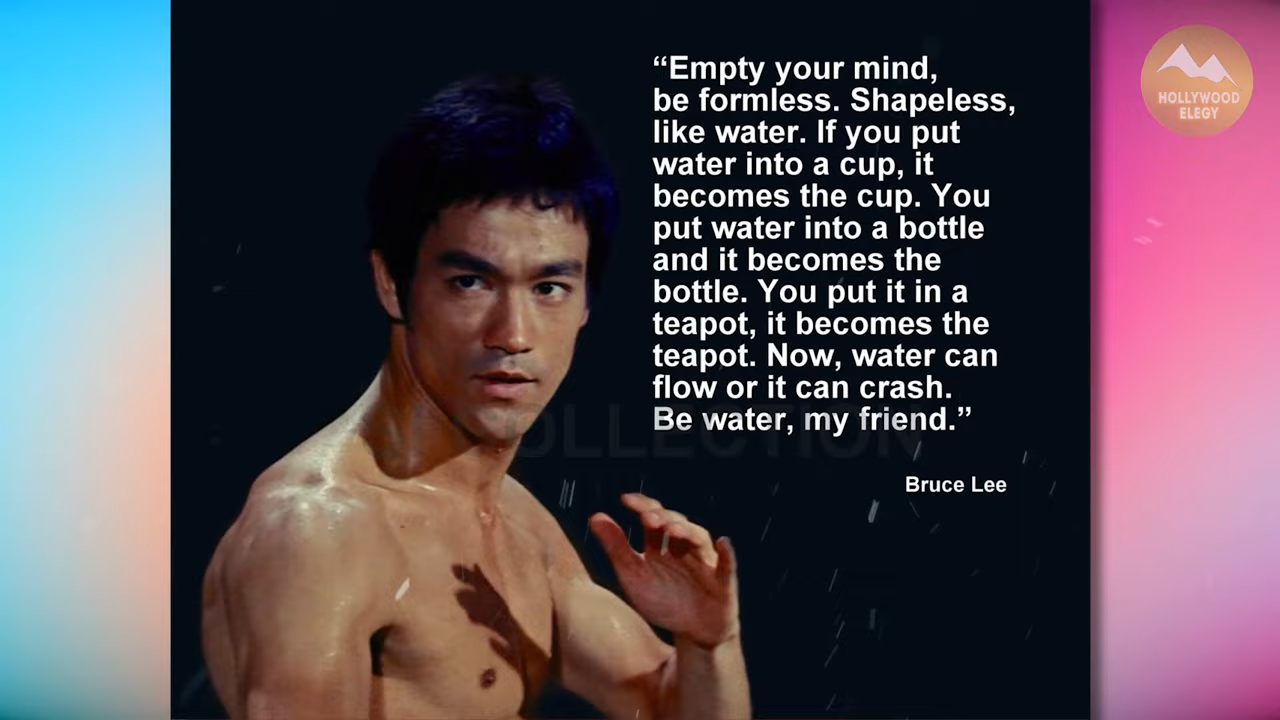 “Empty your mind,
be formless. Shapeless,
like water. If you put
water into a cup, it
becomes the cup. You
put water into a bottle
and it becomes the
bottle. You put it in a
teapot, it becomes the
teapot. Now, water can
flow or it can crash.
Be water, my friend.”
Bruce Lee
HOLLYWOOD
ELEGY
COLLECTION